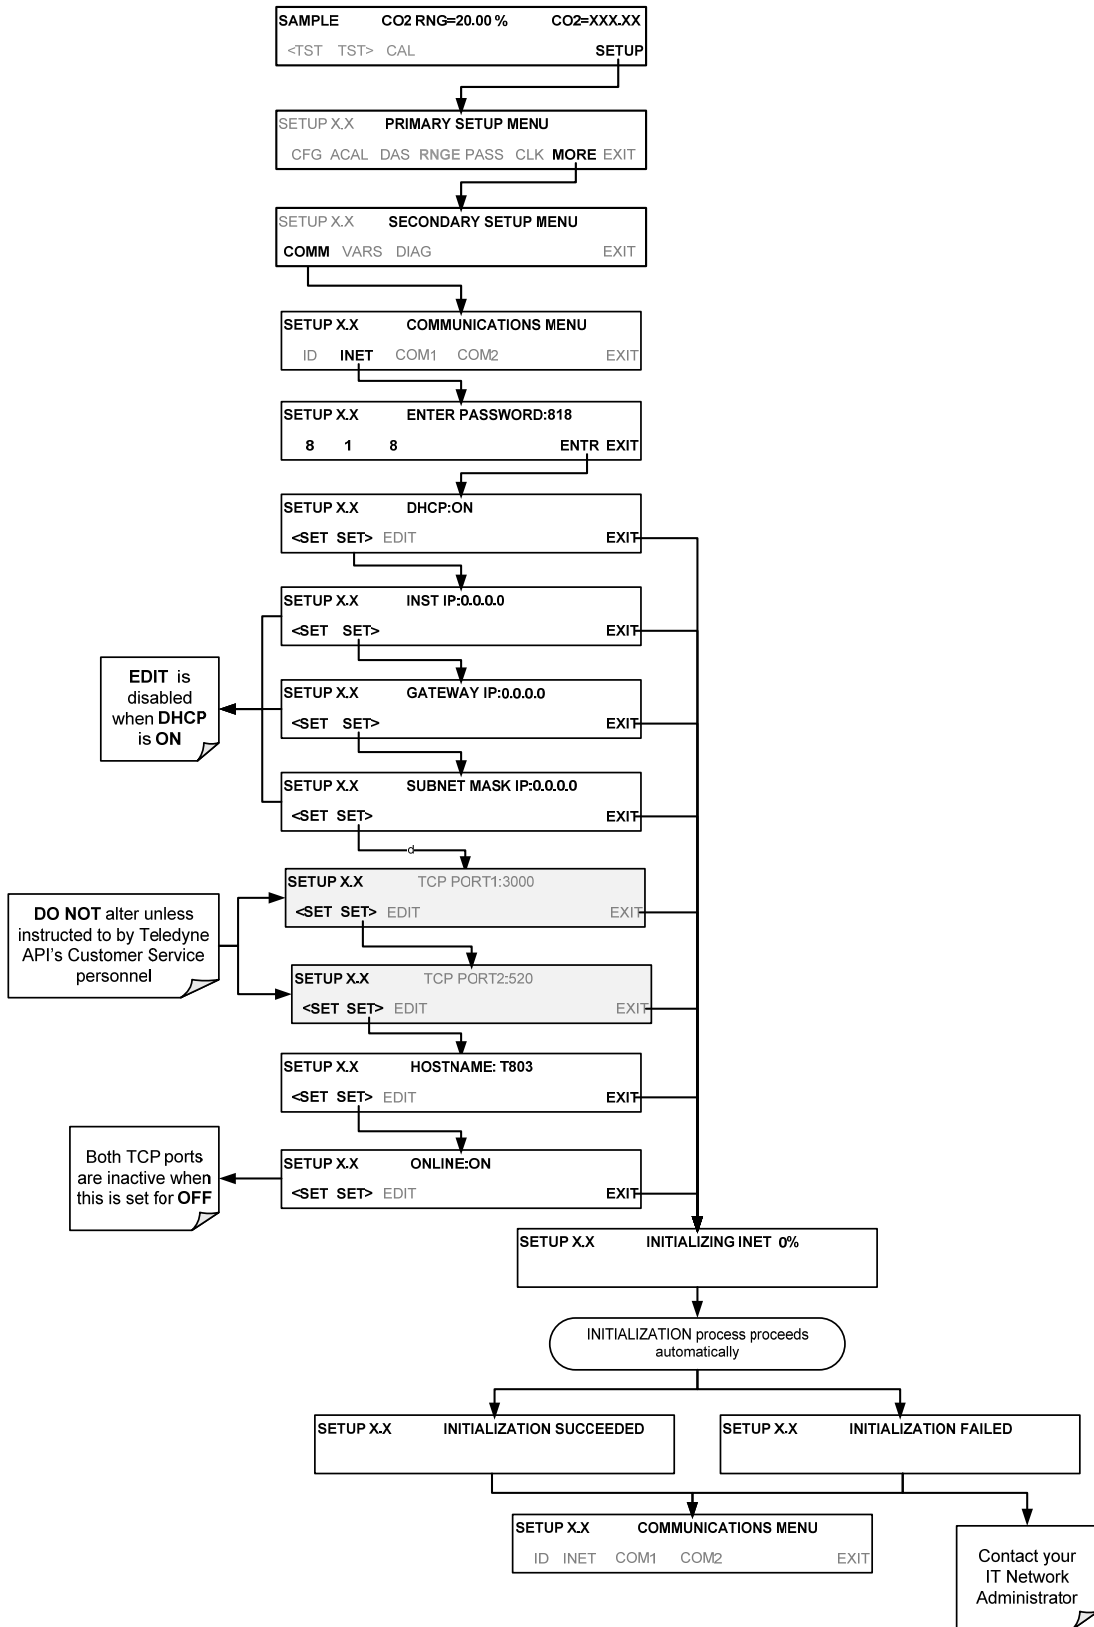 SAMPLE CO2 RNG=20.00 % CO2=XXX.XX
<TST TST> CAL SETUP
SETUP X.X PRIMARY SETUP MENU
CFG ACAL DAS RNGE PASS CLK MORE EXIT
SETUP X.X SECONDARY SETUP MENU
COMM VARS DIAG EXIT
SETUP X.X COMMUNICATIONS MENU
ID INET COM1 COM2 EXIT
SETUP X.X ENTER PASSWORD:818
8 1 8 ENTR EXIT
SETUP X.X DHCP:ON
<SET SET> EDIT EXIT
SETUP X.X INST IP:0.0.0.0
<SET SET> EXIT
EDIT is
disabled
when DHCP
is ON
SETUP X.X GATEWAY IP:0.0.0.0
<SET SET> EXIT
SETUP X.X SUBNET MASK IP:0.0.0.0
<SET SET> EXIT
d
SETUP X.X TCP PORT1:3000
<SET SET> EDIT EXIT
DO NOT alter unless
instructed to by Teledyne
API's Customer Service
personnel
SETUP X.X TCP PORT2:520
<SET SET> EDIT EXIT
SETUP X.X HOSTNAME: T803
<SET SET> EDIT EXIT
Both TCP ports
are inactive when
this is set for OFF
SETUP X.X ONLINE:ON
<SET SET> EDIT EXIT
SETUP X.X INITIALIZING INET 0%
INITIALIZATION process proceeds
automatically
SETUP X.X INITIALIZATION SUCCEEDED
SETUP X.X INITIALIZATION FAILED
SETUP X.X COMMUNICATIONS MENU
ID INET COM1 COM2 EXIT
Contact your
IT Network
Administrator